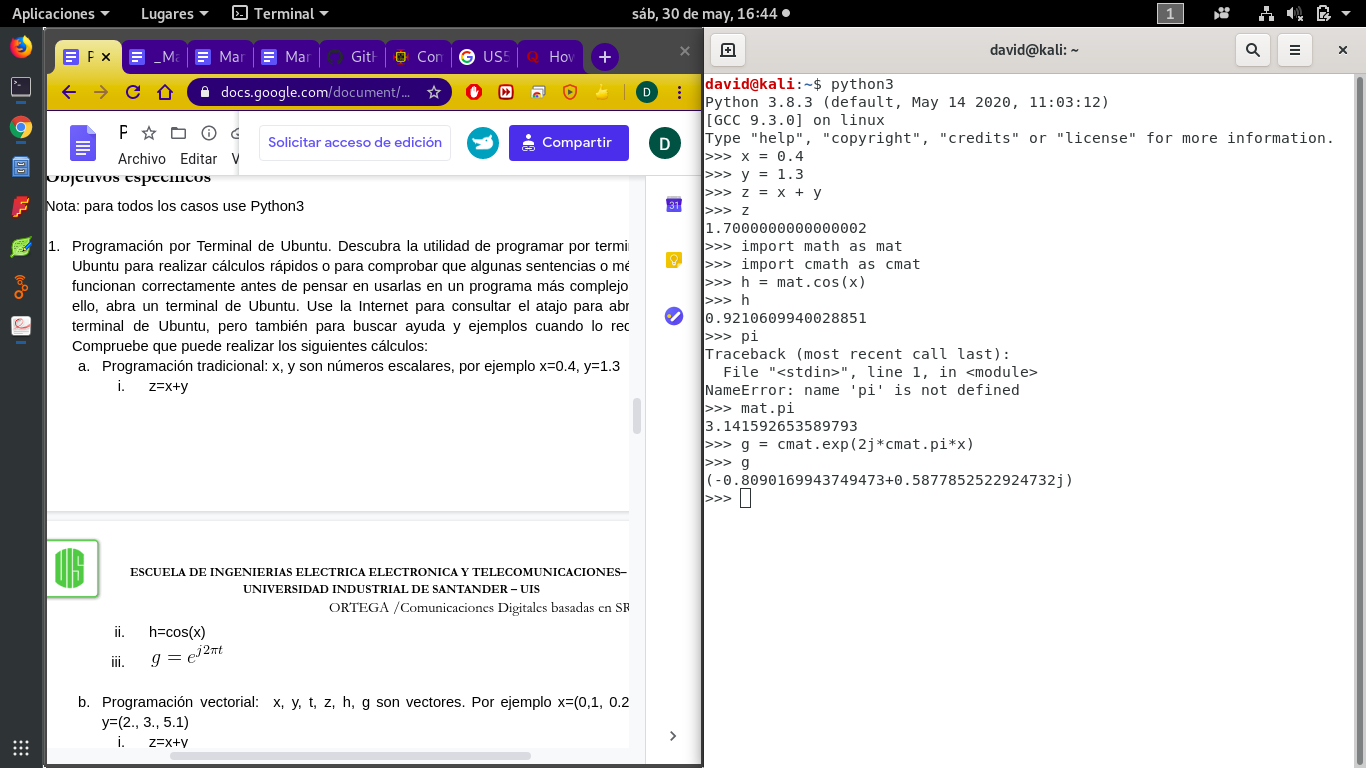 Aplicaciones Lugares Terminal sáb, 30 de may, 16:44 1
P _Ma Mar Mar Gitl Con US5 How
docs.google.com/document/... D
P
Archivo Editar V
Solicitar acceso de edición Compartir D
31
Objetivos específicos
Nota: para todos los casos use Python3
1. Programación por Terminal de Ubuntu. Descubra la utilidad de programar por termi
Ubuntu para realizar cálculos rápidos o para comprobar que algunas sentencias o mé
funcionan correctamente antes de pensar en usarlas en un programa más complejo
ello, abra un terminal de Ubuntu. Use la Internet para consultar el atajo para abr
terminal de Ubuntu, pero también para buscar ayuda y ejemplos cuando lo rec
Compruebe que puede realizar los siguientes cálculos:
a. Programación tradicional: x, y son números escalares, por ejemplo x=0.4, y=1.3
i. z=x+y
UIS
ESCUELA DE INGENIERIAS ELECTRICA ELECTRONICA Y TELECOMUNICACIONES–
UNIVERSIDAD INDUSTRIAL DE SANTANDER – UIS
ORTEGA /Comunicaciones Digitales basadas en SR
ii. h=cos(x)
iii. g = e^{j2πt}
b. Programación vectorial: x, y, t, z, h, g son vectores. Por ejemplo x=(0,1, 0.2
y=(2., 3., 5.1)
i. z=x+y
david@kali: ~
david@kali:~$ python3
Python 3.8.3 (default, May 14 2020, 11:03:12)
[GCC 9.3.0] on linux
Type "help", "copyright", "credits" or "license" for more information.
>>> x = 0.4
>>> y = 1.3
>>> z = x + y
>>> z
1.7000000000000002
>>> import math as mat
>>> import cmath as cmat
>>> h = mat.cos(x)
>>> h
0.9210609940028851
>>> pi
Traceback (most recent call last):
  File "<stdin>", line 1, in <module>
NameError: name 'pi' is not defined
>>> mat.pi
3.141592653589793
>>> g = cmat.exp(2j*cmat.pi*x)
>>> g
(-0.8090169943749473+0.5877852522924732j)
>>>